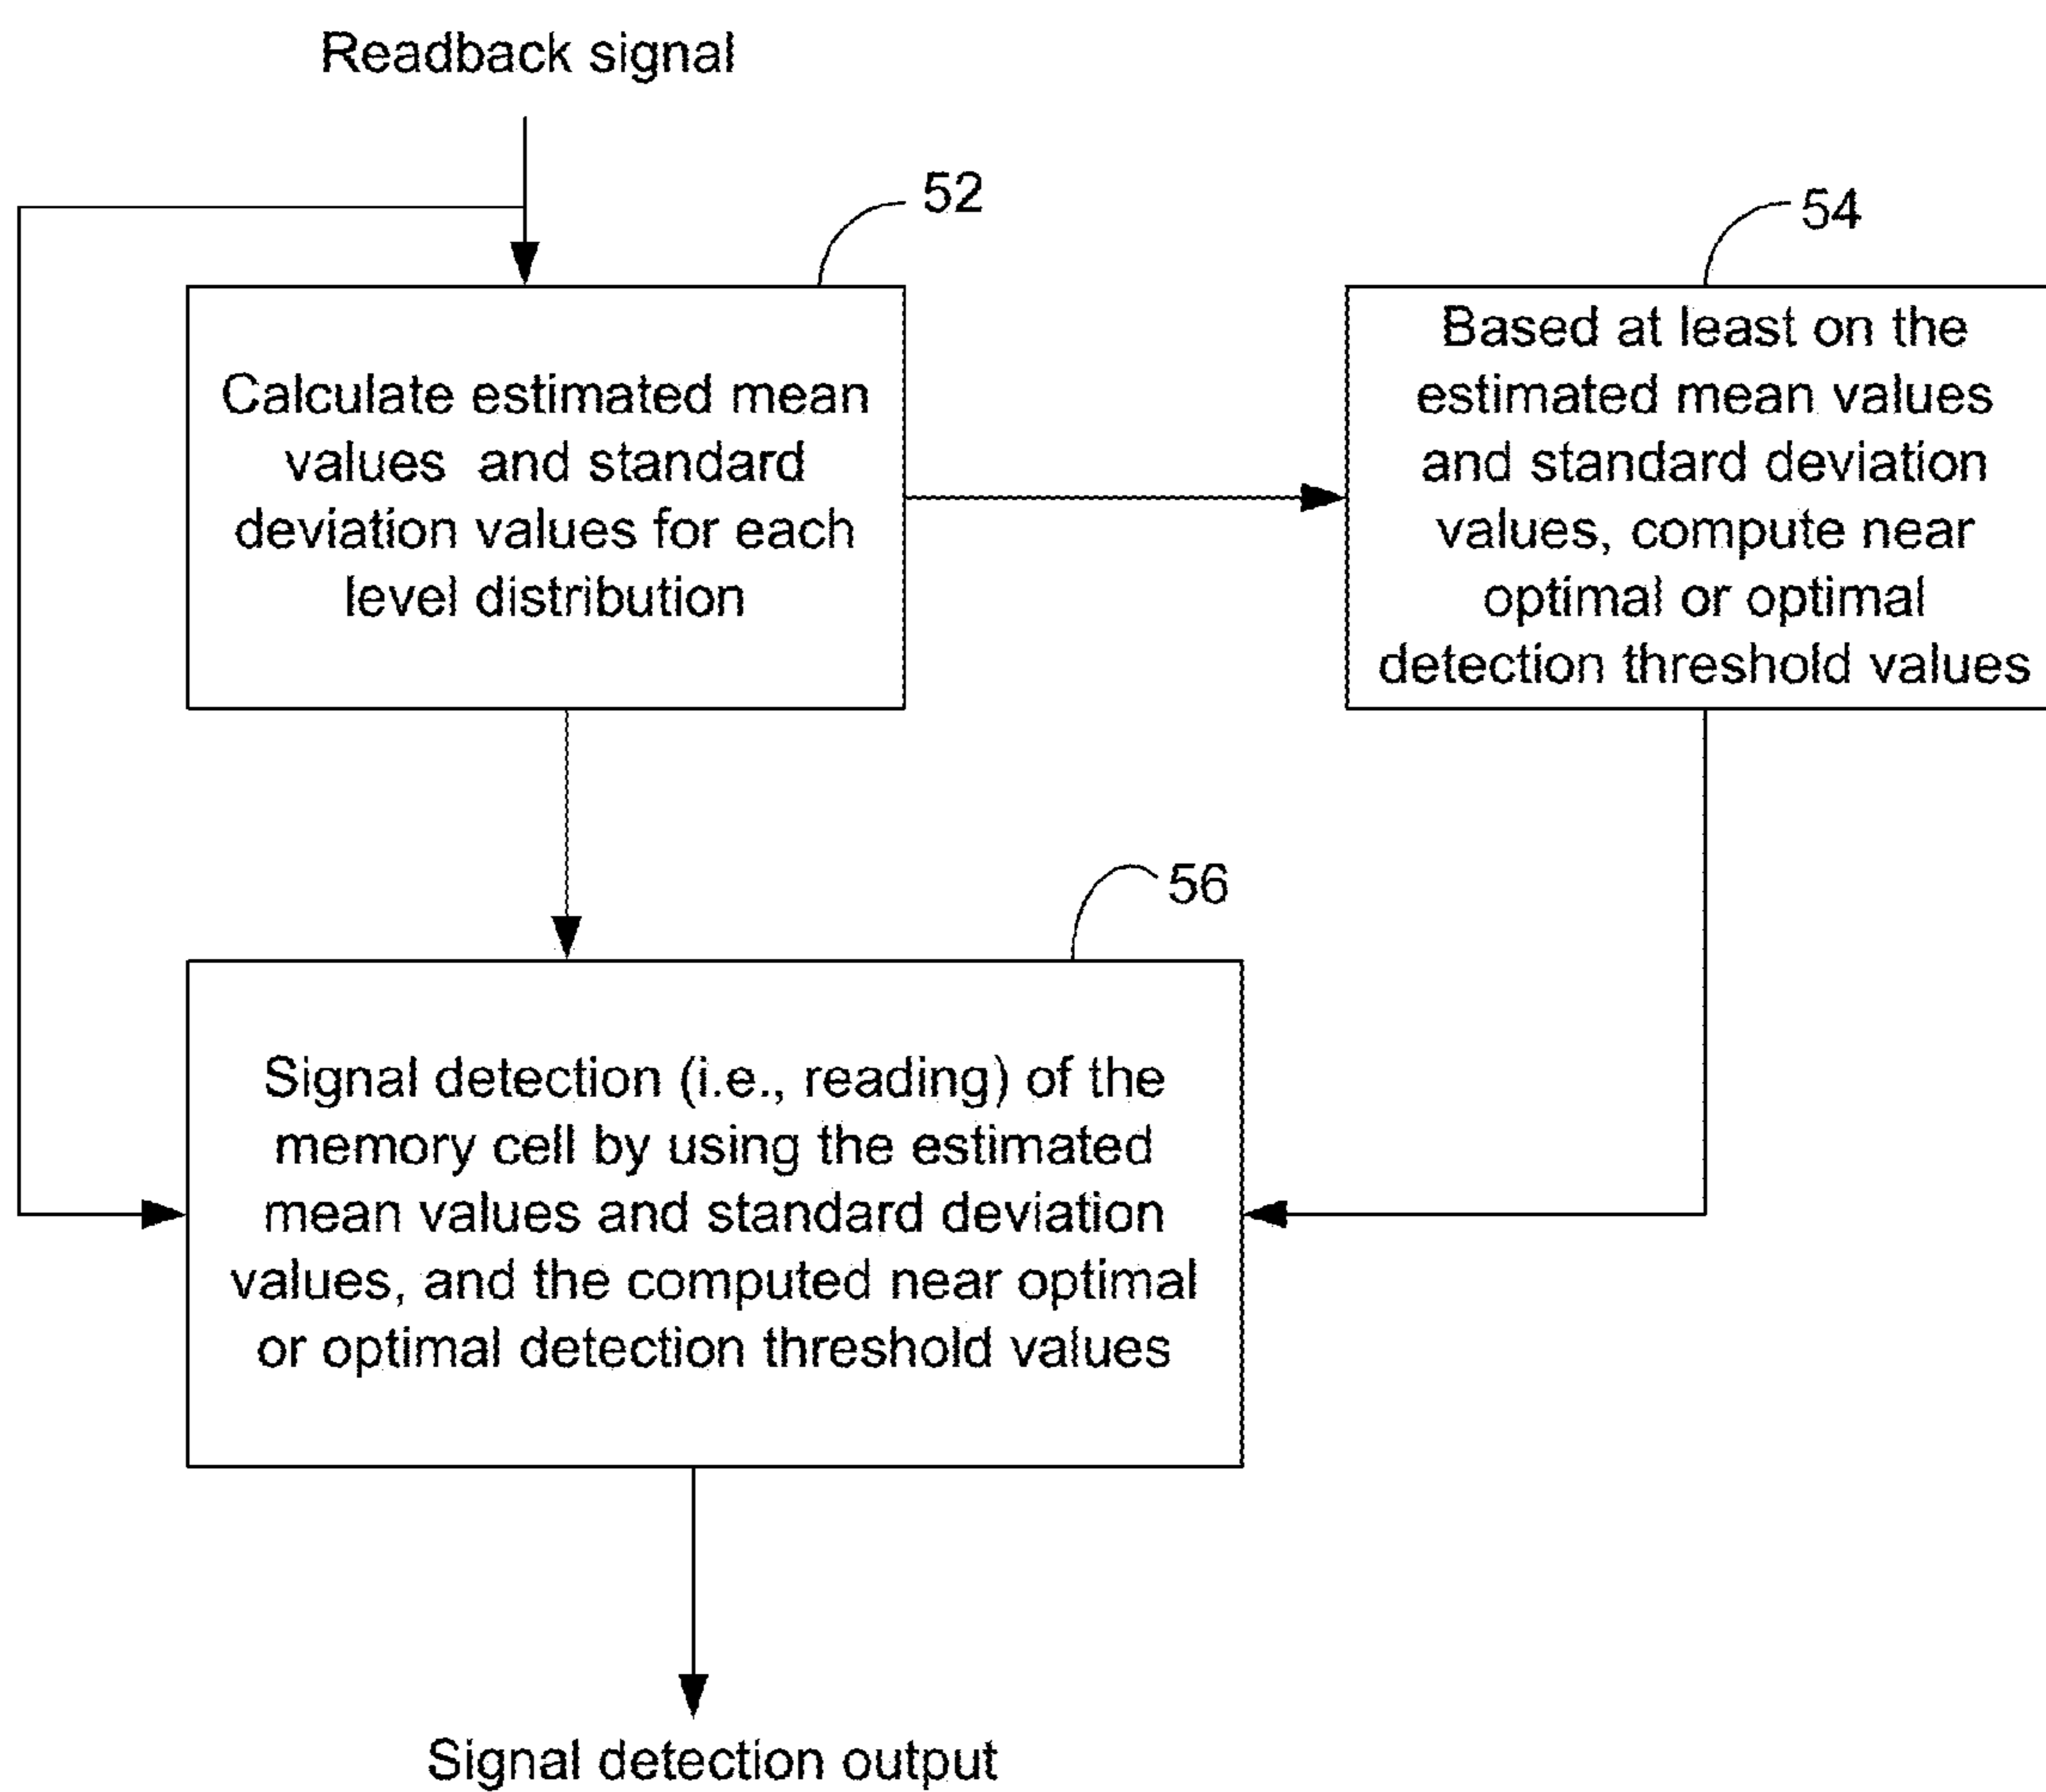 Readback signal
52
54
Calculate estimated mean
values and standard
deviation values for each
level distribution
Based at least on the
estimated mean values
and standard deviation
values, compute near
optimal or optimal
detection threshold values
56
Signal detection (i.e., reading) of the
memory cell by using the estimated
mean values and standard deviation
values, and the computed near optimal
or optimal detection threshold values
Signal detection output